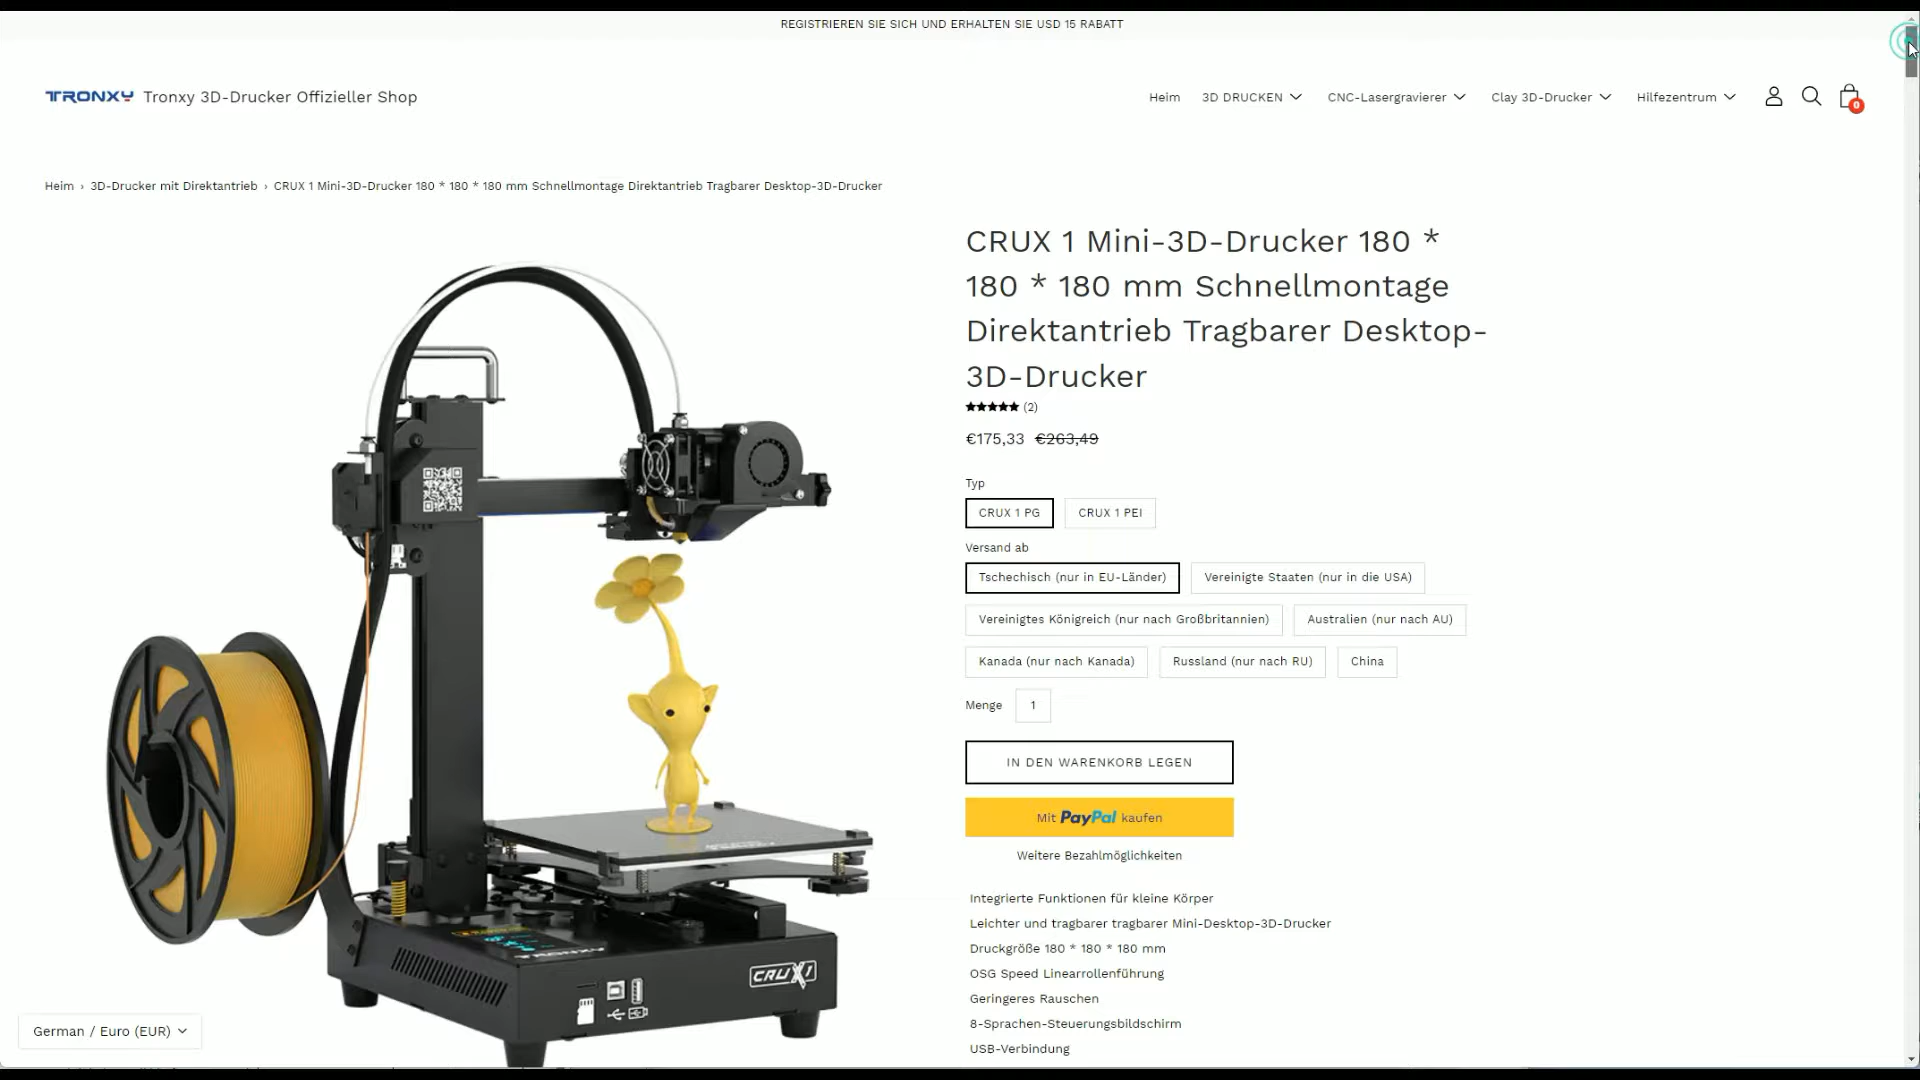 REGISTRIEREN SIE SICH UND ERHALTEN SIE USD 15 RABATT
TRONXY Tronxy 3D-Drucker Offizieller Shop
Heim 3D DRUCKEN CNC-Lasergravierer Clay 3D-Drucker Hilfezentrum 0
Heim › 3D-Drucker mit Direktantrieb › CRUX 1 Mini-3D-Drucker 180 * 180 * 180 mm Schnellmontage Direktantrieb Tragbarer Desktop-3D-Drucker
CRUX 1 Mini-3D-Drucker 180 *
180 * 180 mm Schnellmontage
Direktantrieb Tragbarer Desktop-
3D-Drucker
★★★★★ (2)
€175,33 €263,49
Typ
CRUX 1 PG CRUX 1 PEI
Versand ab
Tschechisch (nur in EU-Länder) Vereinigte Staaten (nur in die USA)
Vereinigtes Königreich (nur nach Großbritannien) Australien (nur nach AU)
Kanada (nur nach Kanada) Russland (nur nach RU) China
Menge 1
IN DEN WARENKORB LEGEN
Mit PayPal kaufen
Weitere Bezahlmöglichkeiten
Integrierte Funktionen für kleine Körper
Leichter und tragbarer tragbarer Mini-Desktop-3D-Drucker
Druckgröße 180 * 180 * 180 mm
OSG Speed Linearrollenführung
Geringeres Rauschen
8-Sprachen-Steuerungsbildschirm
USB-Verbindung
CRUX1
German / Euro (EUR)